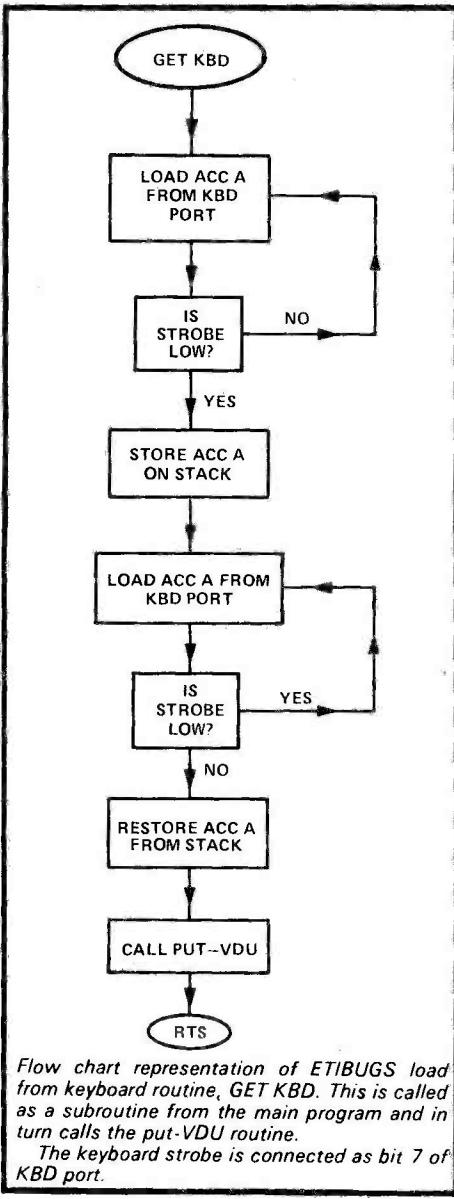 GET KBD
LOAD ACC A
FROM KBD
PORT
IS
STROBE
LOW?
NO
YES
STORE ACC A
ON STACK
LOAD ACC A FROM
KBD PORT
IS
STROBE
LOW?
YES
NO
RESTORE ACC A
FROM STACK
CALL PUT–VDU
RTS
Flow chart representation of ETIBUGS load
from keyboard routine, GET KBD. This is called
as a subroutine from the main program and in
turn calls the put-VDU routine.
The keyboard strobe is connected as bit 7 of
KBD port.